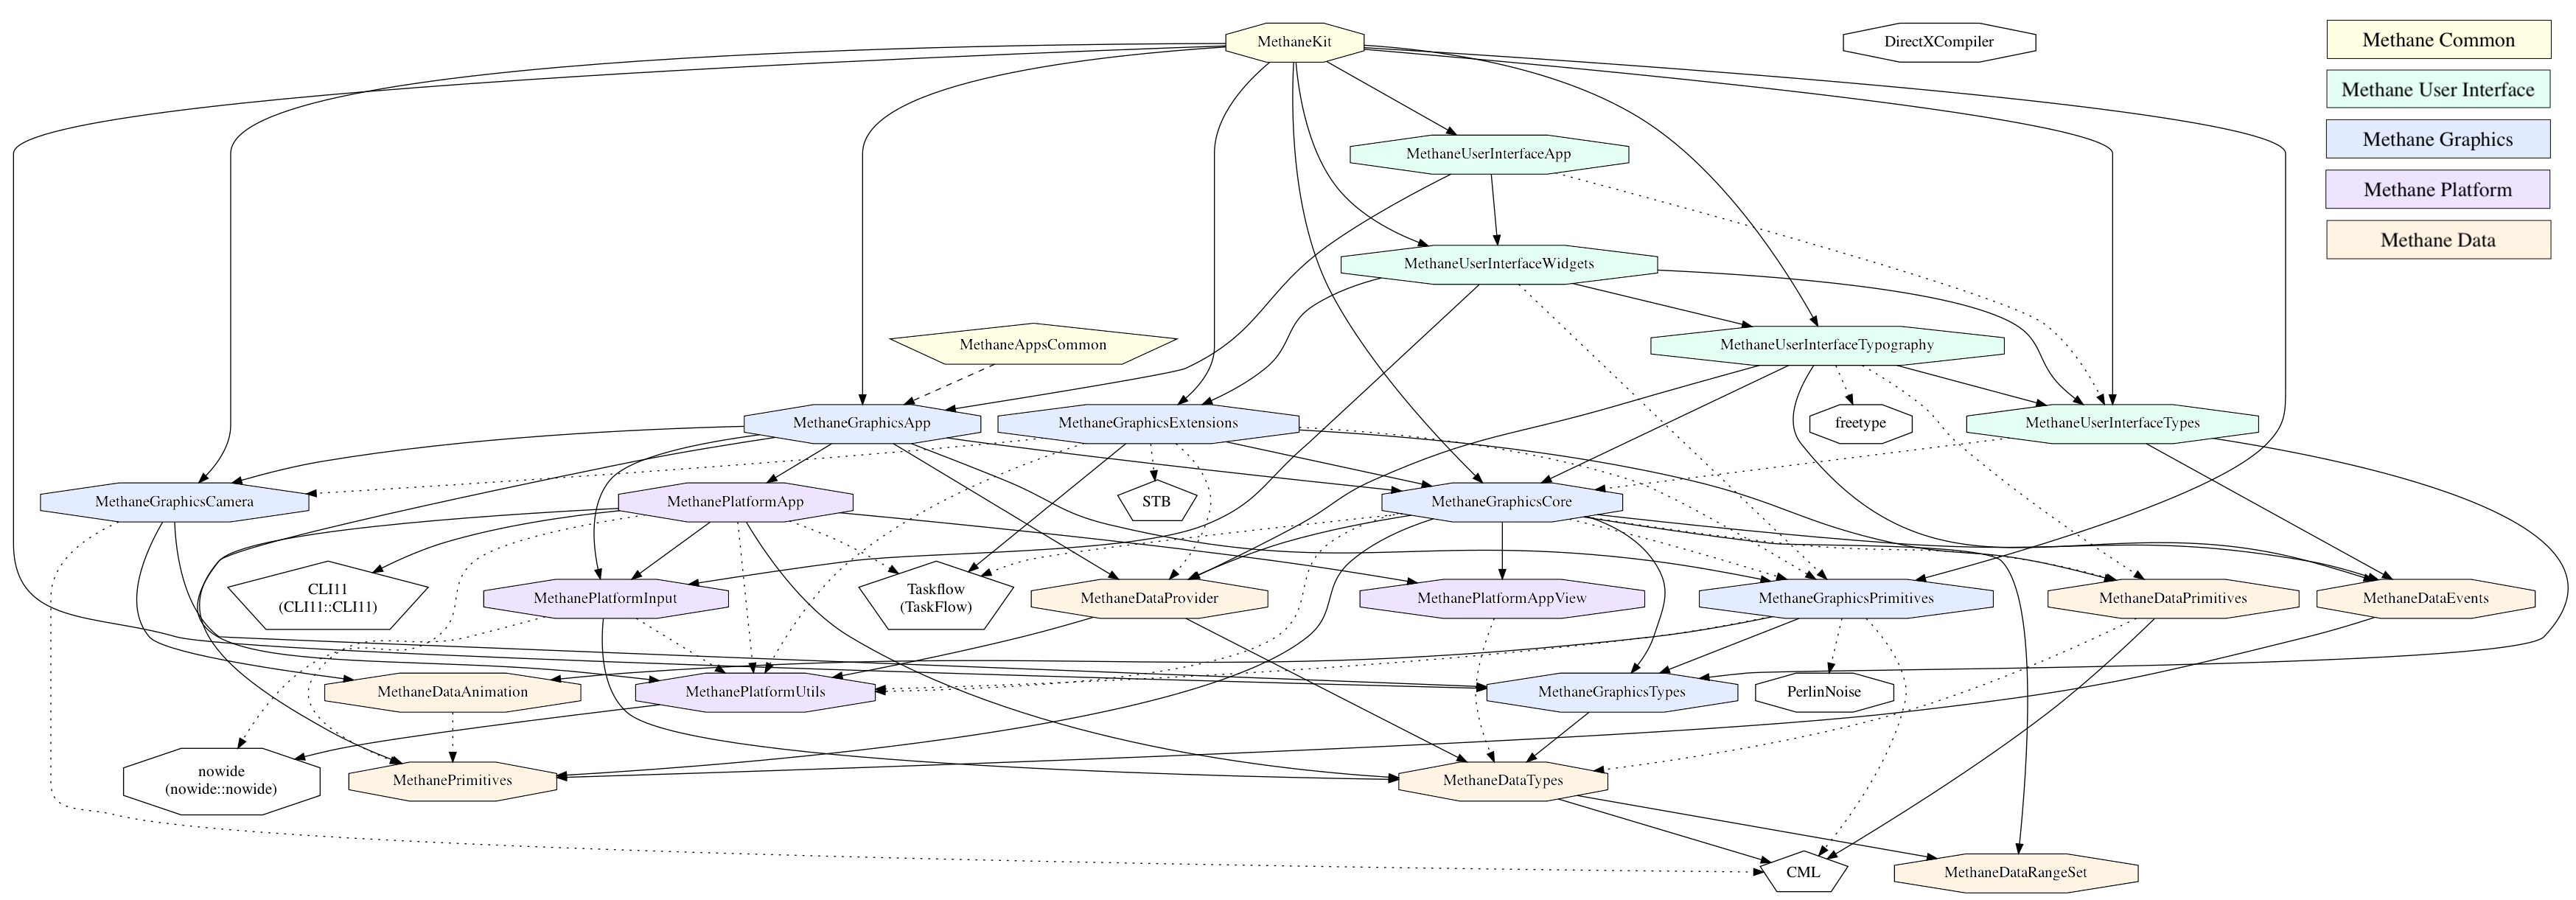 MethaneKit
DirectXCompiler
Methane Common
Methane User Interface
Methane Graphics
Methane Platform
Methane Data
MethaneUserInterfaceApp
MethaneUserInterfaceWidgets
MethaneAppsCommon
MethaneUserInterfaceTypography
MethaneGraphicsApp
MethaneGraphicsExtensions
freetype
MethaneUserInterfaceTypes
MethaneGraphicsCamera
MethanePlatformApp
STB
MethaneGraphicsCore
CLI11
(CLI11::CLI11)
MethanePlatformInput
Taskflow
(TaskFlow)
MethaneDataProvider
MethanePlatformAppView
MethaneGraphicsPrimitives
MethaneDataPrimitives
MethaneDataEvents
MethaneDataAnimation
MethanePlatformUtils
MethaneGraphicsTypes
PerlinNoise
nowide
(nowide::nowide)
MethanePrimitives
MethaneDataTypes
CML
MethaneDataRangeSet